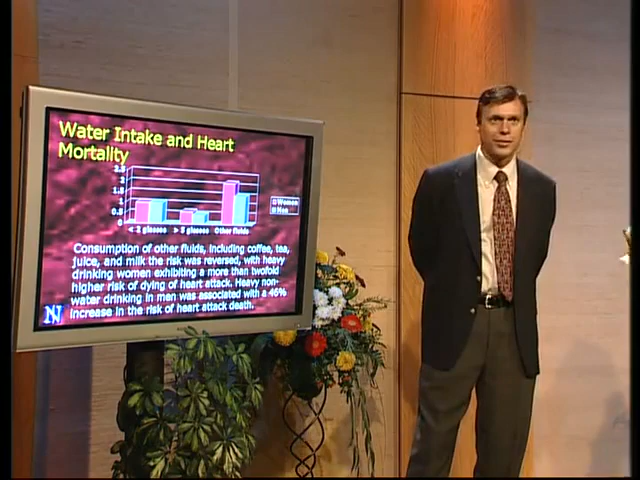 Water Intake and Heart
Mortality
2.5
2
1.5
1
0.5
0
Women
Men
< 2 glasses > 5 glasses Other fluids
Consumption of other fluids, including coffee, tea,
juice, and milk the risk was reversed, with heavy
drinking women exhibiting a more than twofold
higher risk of dying of heart attack. Heavy non-
water drinking in men was associated with a 46%
increase in the risk of heart attack death.
N